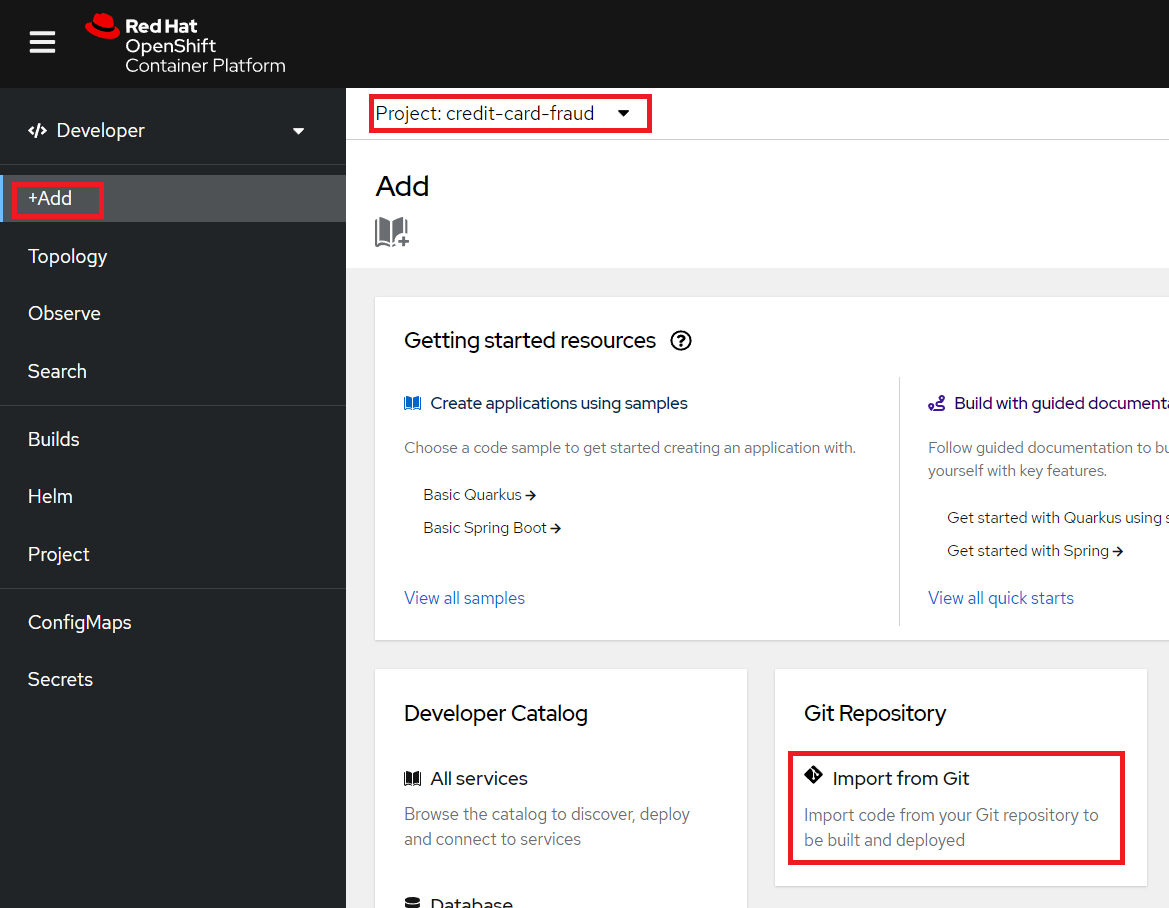 Red Hat
OpenShift
Container Platform
Developer
+Add
Topology
Observe
Search
Builds
Helm
Project
ConfigMaps
Secrets
Project: credit-card-fraud
Add
Getting started resources
Create applications using samples
Choose a code sample to get started creating an application with.
Basic Quarkus
Basic Spring Boot
View all samples
Build with guided
Follow guided documentation to
yourself with key features.
Get started with Quarkus using
Get started with Spring
View all quick starts
Developer Catalog
All services
Browse the catalog to discover, deploy
and connect to services
Database
Git Repository
Import from Git
Import code from your Git repository to
be built and deployed